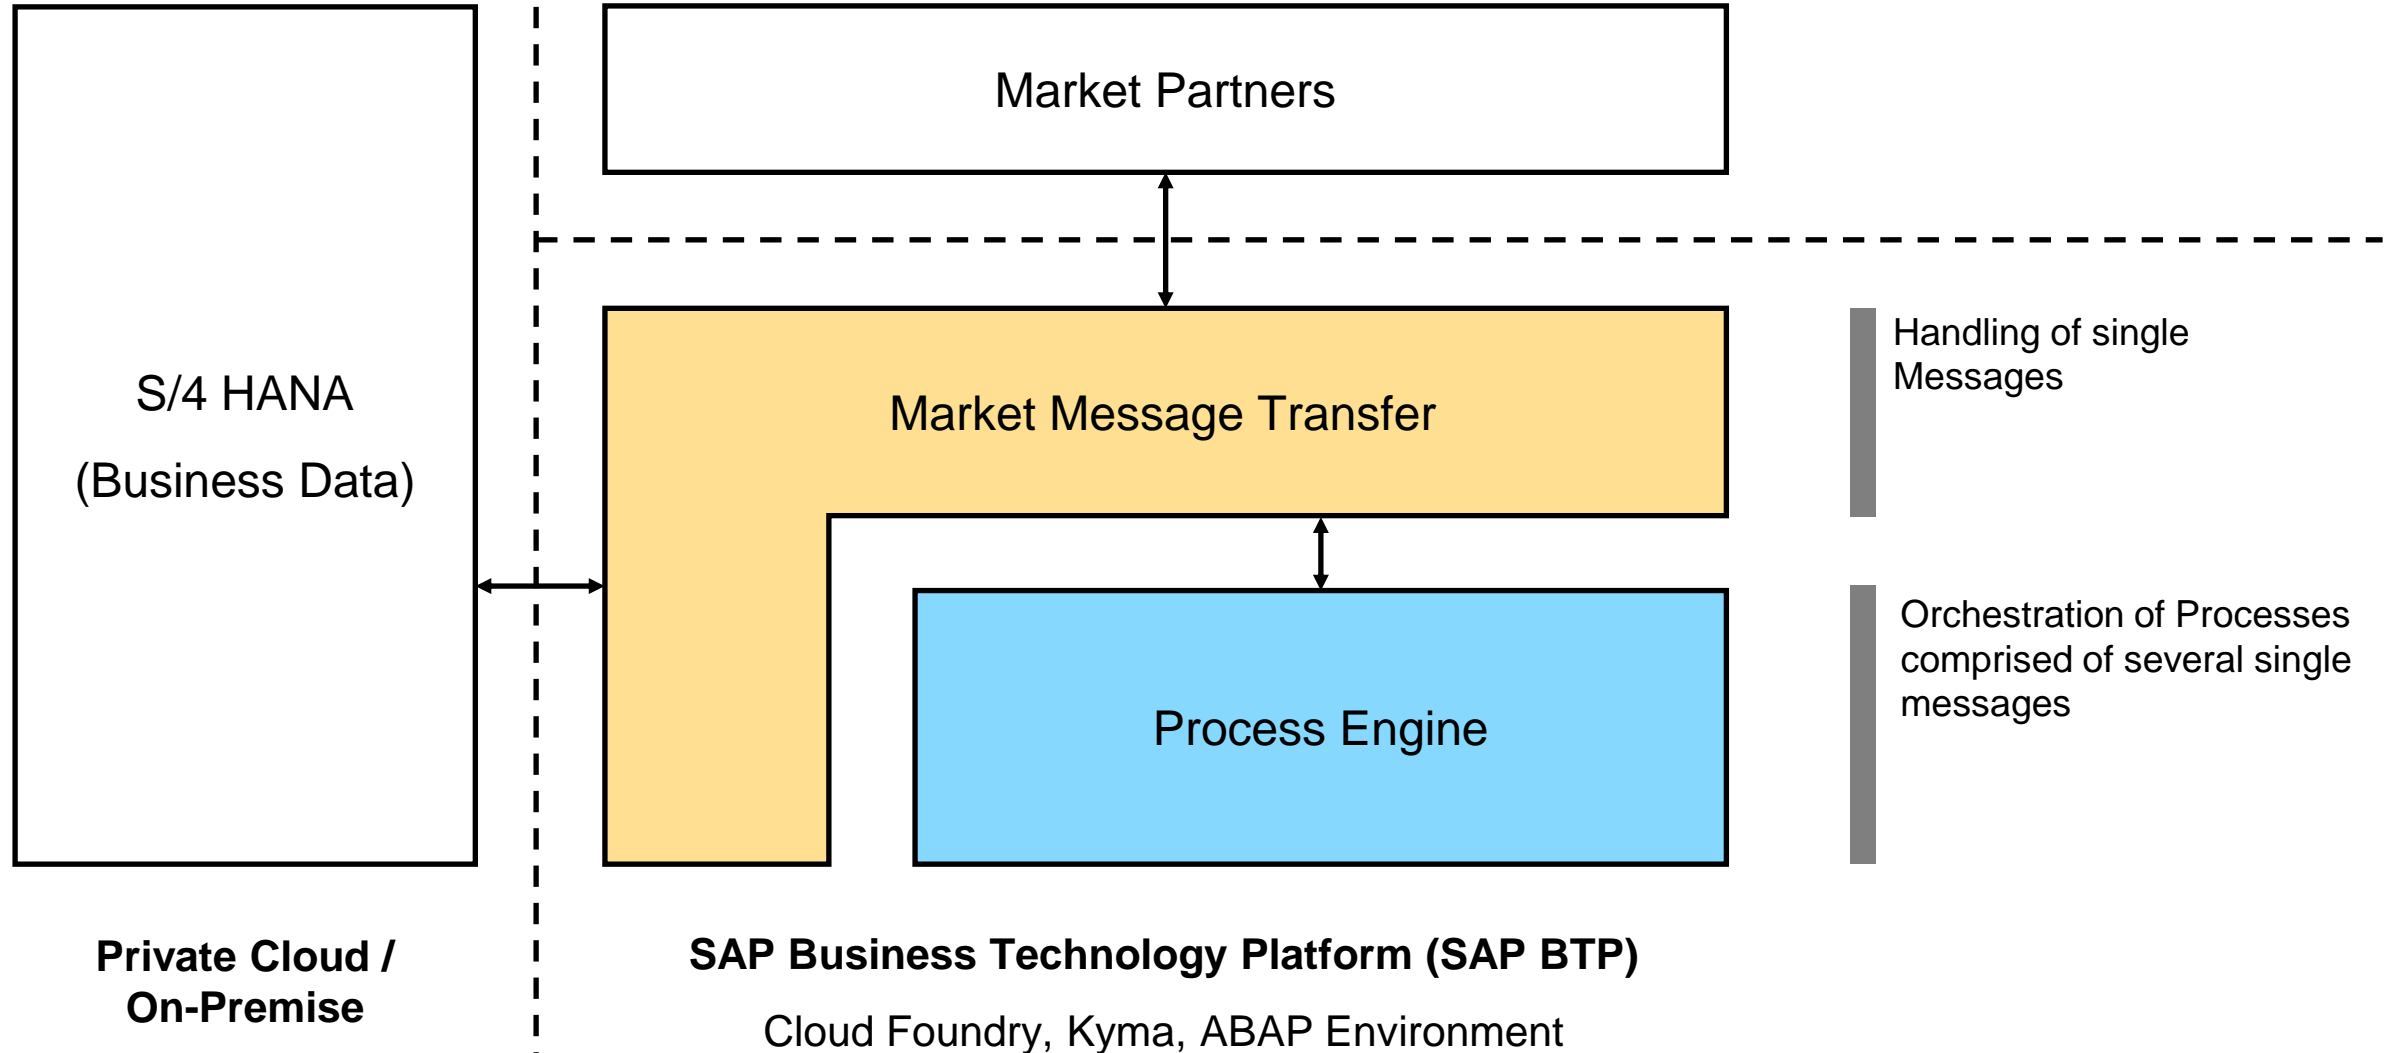 Market Partners
S/4 HANA
(Business Data)
Market Message Transfer
Handling of single
Messages
Process Engine
Orchestration of Processes
comprised of several single
messages
Private Cloud /
On-Premise
SAP Business Technology Platform (SAP BTP)
Cloud Foundry, Kyma, ABAP Environment